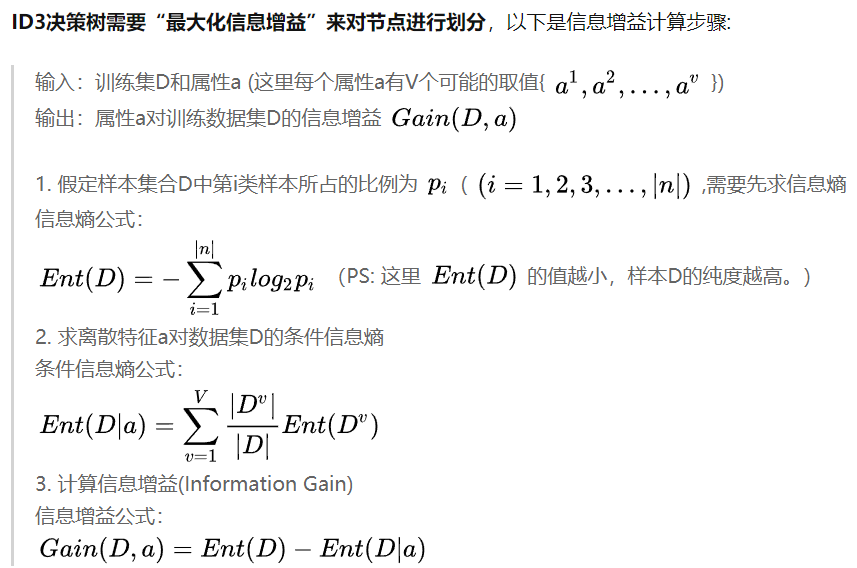 ID3决策树需要“最大化信息增益”来对节点进行划分，以下是信息增益计算步骤:
输入：训练集D和属性a (这里每个属性a有V个可能的取值{ a^1, a^2, ..., a^v })
输出：属性a对训练数据集D的信息增益 Gain(D, a)
1. 假定样本集合D中第i类样本所占的比例为 p_i ( (i = 1, 2, 3, ..., |n|) ,需要先求信息熵
信息熵公式：
Ent(D) = -∑_{i=1}^{|n|} p_i log_2 p_i （PS: 这里 Ent(D) 的值越小，样本D的纯度越高。）
2. 求离散特征a对数据集D的条件信息熵
条件信息熵公式：
Ent(D|a) = ∑_{v=1}^{V} |D^v|/|D| Ent(D^v)
3. 计算信息增益(Information Gain)
信息增益公式：
Gain(D, a) = Ent(D) − Ent(D|a)